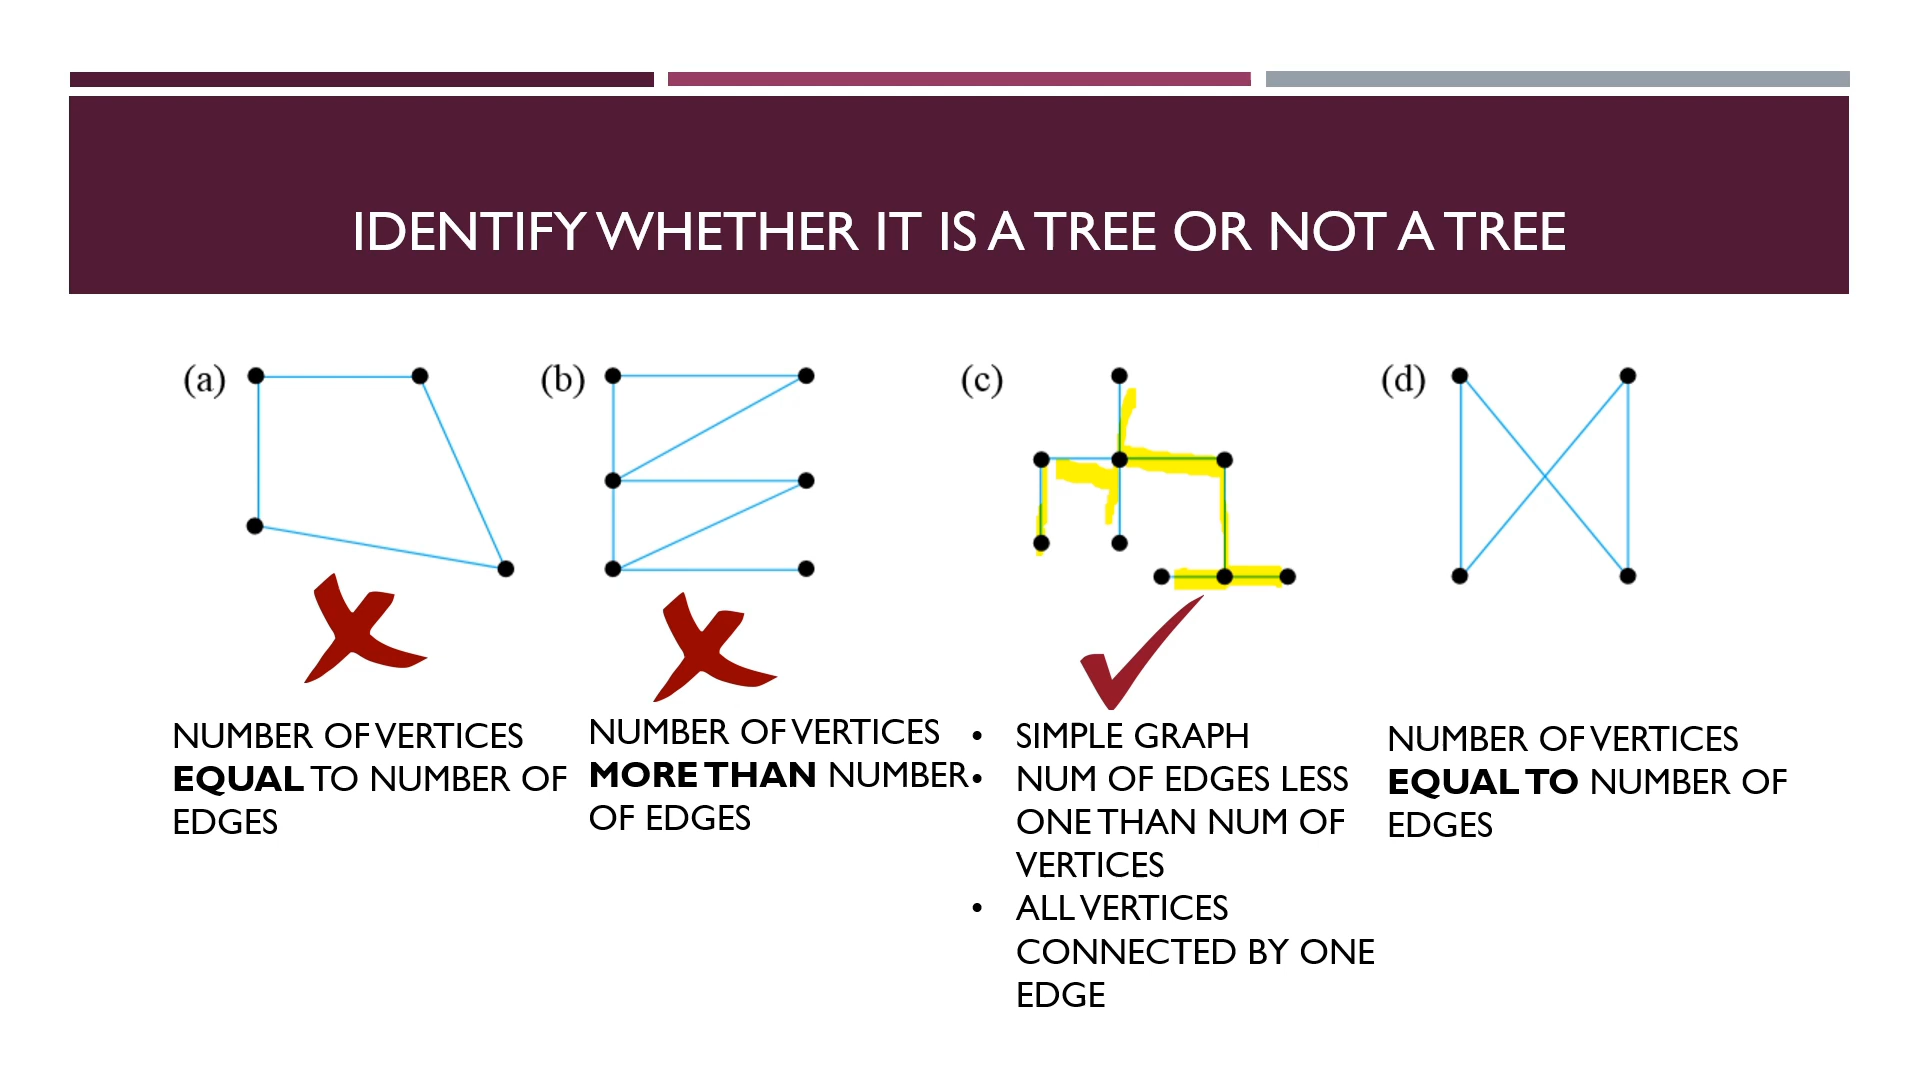 IDENTIFY WHETHER IT IS A TREE OR NOT A TREE
(a)
(b)
(c)
(d)
NUMBER OF VERTICES
EQUAL TO NUMBER OF
EDGES
NUMBER OF VERTICES
MORE THAN NUMBER
OF EDGES
• SIMPLE GRAPH
• NUM OF EDGES LESS
ONE THAN NUM OF
VERTICES
• ALL VERTICES
CONNECTED BY ONE
EDGE
NUMBER OF VERTICES
EQUAL TO NUMBER OF
EDGES